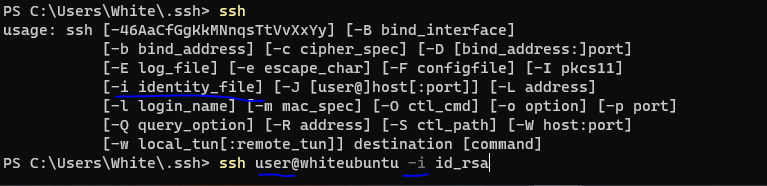 PS C:\Users\White\.ssh> ssh
usage: ssh [-46AaCfGgKkMNnqsTtVvXxYy] [-B bind_interface]
[-b bind_address] [-c cipher_spec] [-D [bind_address:]port]
[-E log_file] [-e escape_char] [-F configfile] [-I pkcs11]
[-i identity_file] [-J [user@]host[:port]] [-L address]
[-l login_name] [-m mac_spec] [-O ctl_cmd] [-o option] [-p port]
[-Q query_option] [-R address] [-S ctl_path] [-W host:port]
[-w local_tun[:remote_tun]] destination [command]
PS C:\Users\White\.ssh> ssh user@whiteubuntu -i id_rsa